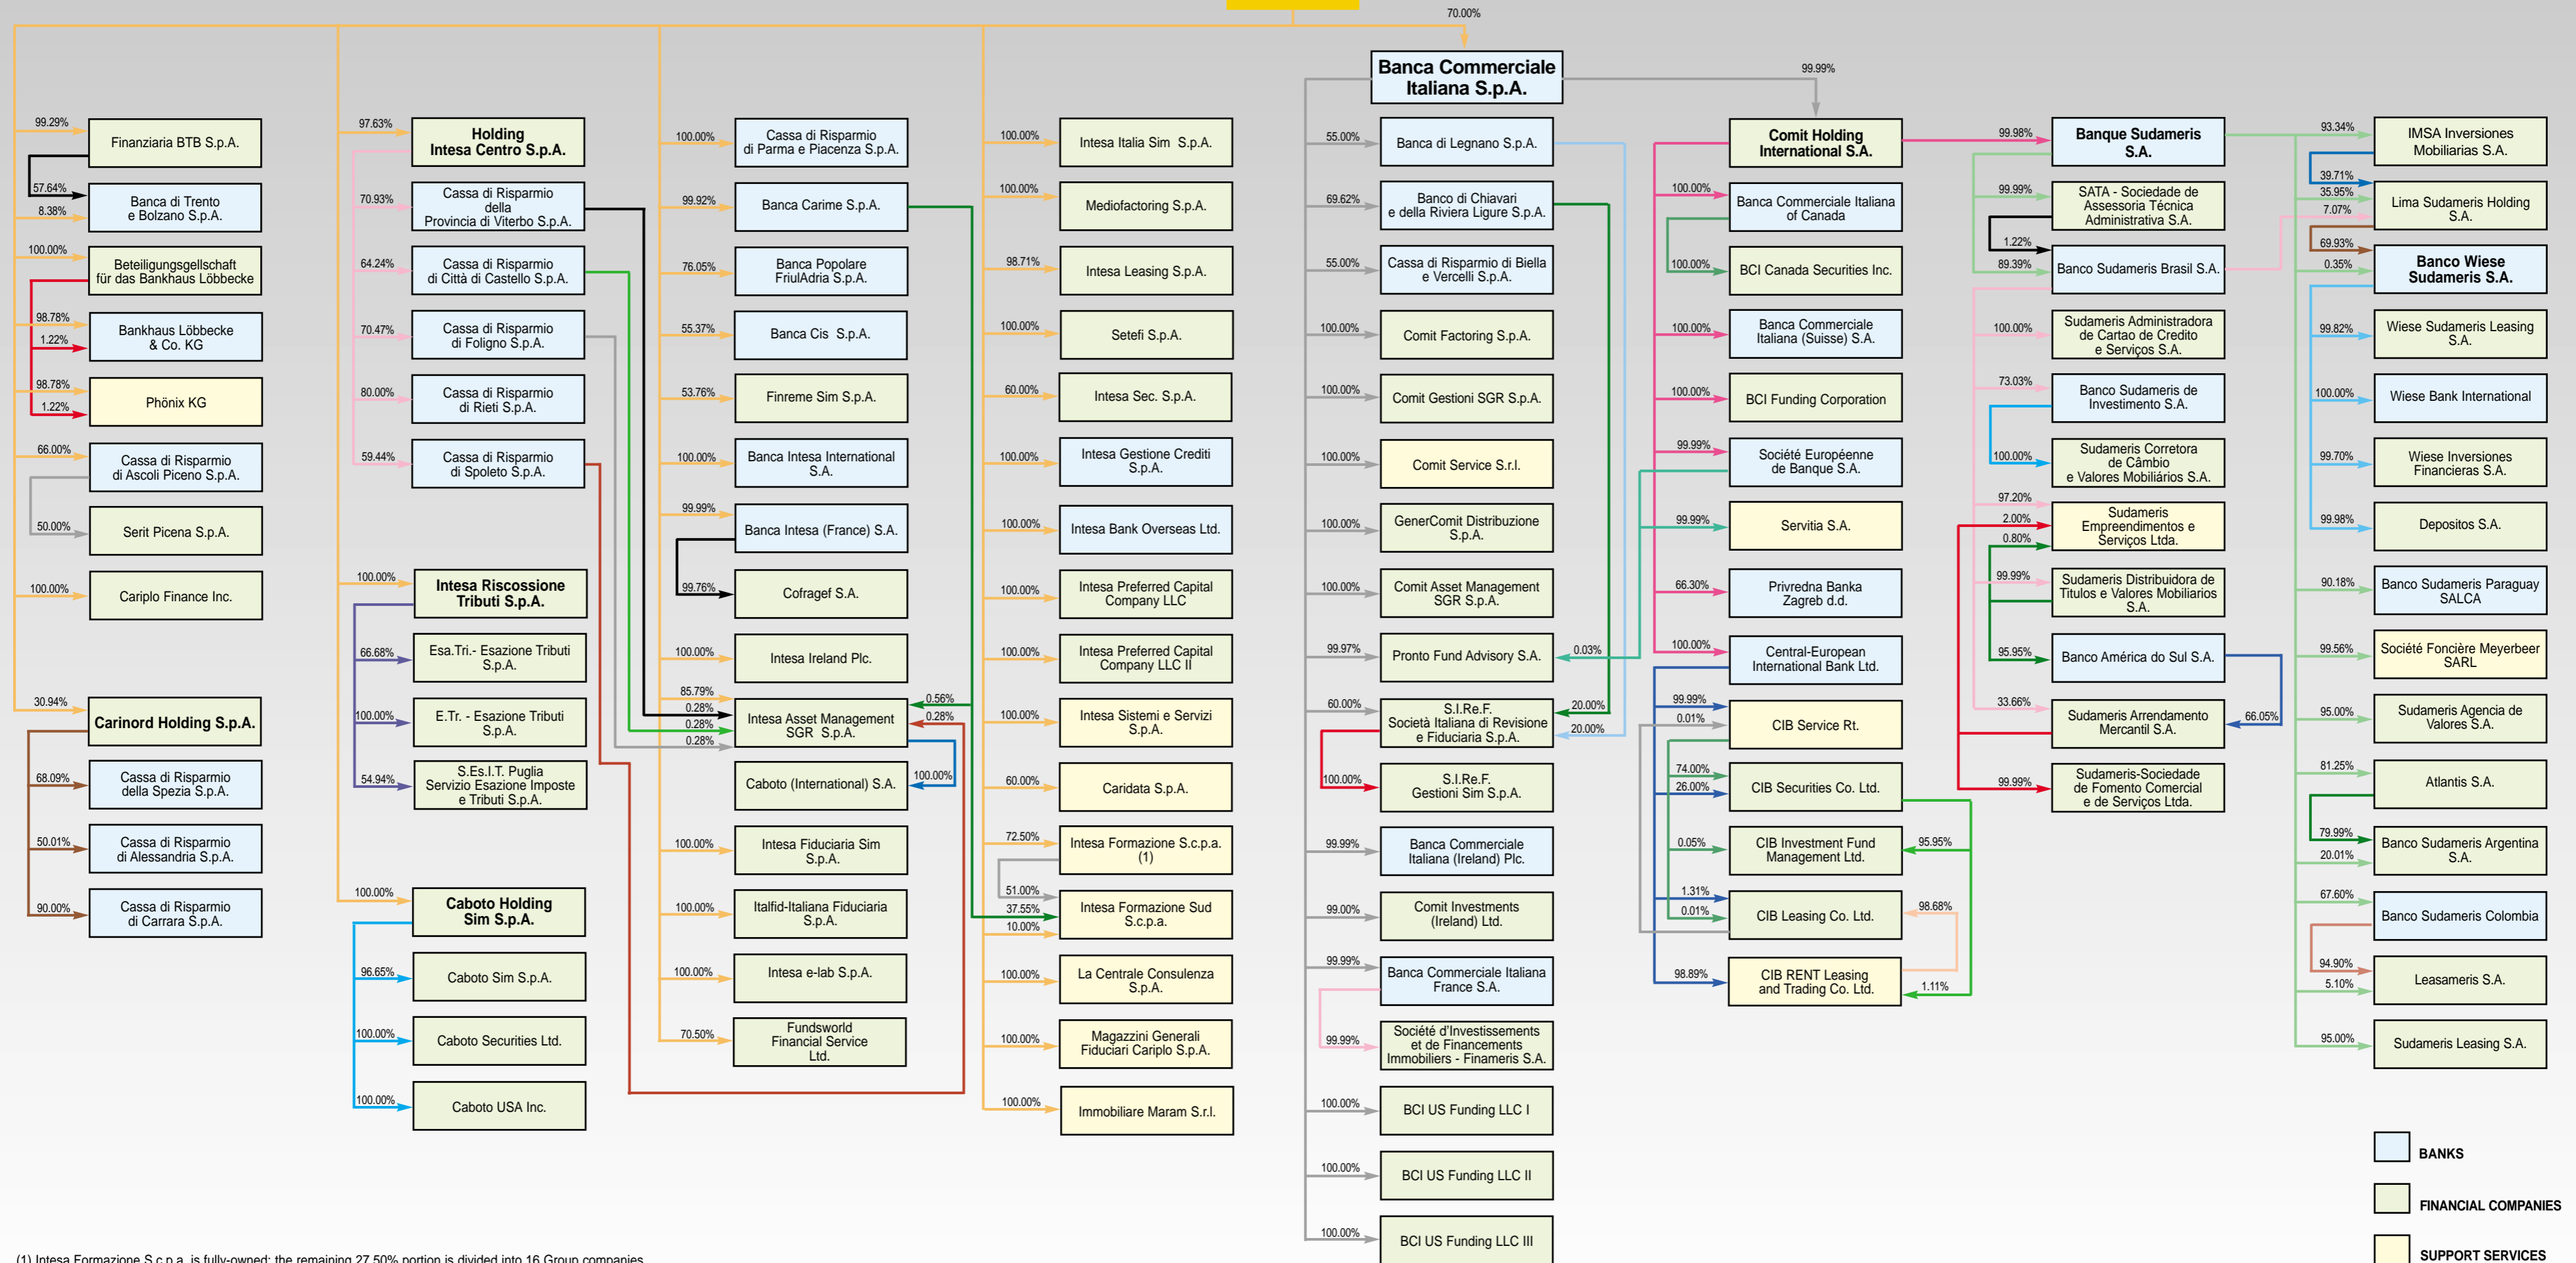 70.00%
Banca Commerciale
Italiana S.p.A.
99.99%
99.29%
Finanziaria BTB S.p.A.
57.64%
8.38%
Banca di Trento
e Bolzano S.p.A.
100.00%
Beteiligungsgellschaft
für das Bankhaus Löbbecke
98.78%
1.22%
Bankhaus Löbbecke
& Co. KG
98.78%
1.22%
Phönix KG
66.00%
Cassa di Risparmio
di Ascoli Piceno S.p.A.
50.00%
Serit Picena S.p.A.
100.00%
Cariplo Finance Inc.
30.94%
Carinord Holding S.p.A.
68.09%
Cassa di Risparmio
della Spezia S.p.A.
50.01%
Cassa di Risparmio
di Alessandria S.p.A.
90.00%
Cassa di Risparmio
di Carrara S.p.A.
97.63%
Holding
Intesa Centro S.p.A.
70.93%
Cassa di Risparmio
della
Provincia di Viterbo S.p.A.
64.24%
Cassa di Risparmio
di Città di Castello S.p.A.
70.47%
Cassa di Risparmio
di Foligno S.p.A.
80.00%
Cassa di Risparmio
di Rieti S.p.A.
59.44%
Cassa di Risparmio
di Spoleto S.p.A.
100.00%
Intesa Riscossione
Tributi S.p.A.
66.68%
Esa.Tri.- Esazione Tributi
S.p.A.
100.00%
E.Tr. - Esazione Tributi
S.p.A.
54.94%
S.Es.I.T. Puglia
Servizio Esazione Imposte
e Tributi S.p.A.
100.00%
Caboto Holding
Sim S.p.A.
96.65%
Caboto Sim S.p.A.
100.00%
Caboto Securities Ltd.
100.00%
Caboto USA Inc.
100.00%
Cassa di Risparmio
di Parma e Piacenza S.p.A.
99.92%
Banca Carime S.p.A.
76.05%
Banca Popolare
FriulAdria S.p.A.
55.37%
Banca Cis S.p.A.
53.76%
Finreme Sim S.p.A.
100.00%
Banca Intesa International
S.A.
99.99%
Banca Intesa (France) S.A.
99.76%
Cofragef S.A.
100.00%
Intesa Ireland Plc.
85.79%
0.28%
0.28%
0.28%
Intesa Asset Management
SGR S.p.A.
0.56%
0.28%
Caboto (International) S.A.
100.00%
100.00%
Intesa Fiduciaria Sim
S.p.A.
100.00%
Italfid-Italiana Fiduciaria
S.p.A.
100.00%
Intesa e-lab S.p.A.
70.50%
Fundsworld
Financial Service
Ltd.
100.00%
Intesa Italia Sim S.p.A.
100.00%
Mediofactoring S.p.A.
98.71%
Intesa Leasing S.p.A.
100.00%
Setefi S.p.A.
60.00%
Intesa Sec. S.p.A.
100.00%
Intesa Gestione Crediti
S.p.A.
100.00%
Intesa Bank Overseas Ltd.
100.00%
Intesa Preferred Capital
Company LLC
100.00%
Intesa Preferred Capital
Company LLC II
100.00%
Intesa Sistemi e Servizi
S.p.A.
60.00%
Caridata S.p.A.
72.50%
Intesa Formazione S.c.p.a.
(1)
51.00%
37.55%
10.00%
Intesa Formazione Sud
S.c.p.a.
100.00%
La Centrale Consulenza
S.p.A.
100.00%
Magazzini Generali
Fiduciari Cariplo S.p.A.
100.00%
Immobiliare Maram S.r.l.
55.00%
Banca di Legnano S.p.A.
69.62%
Banco di Chiavari
e della Riviera Ligure S.p.A.
55.00%
Cassa di Risparmio di Biella
e Vercelli S.p.A.
100.00%
Comit Factoring S.p.A.
100.00%
Comit Gestioni SGR S.p.A.
100.00%
Comit Service S.r.l.
100.00%
GenerComit Distribuzione
S.p.A.
100.00%
Comit Asset Management
SGR S.p.A.
99.97%
Pronto Fund Advisory S.A.
0.03%
60.00%
S.I.Re.F.
Società Italiana di Revisione
e Fiduciaria S.p.A.
20.00%
20.00%
100.00%
S.I.Re.F.
Gestioni Sim S.p.A.
99.99%
Banca Commerciale
Italiana (Ireland) Plc.
99.00%
Comit Investments
(Ireland) Ltd.
99.99%
Banca Commerciale Italiana
France S.A.
99.99%
Société d'Investissements
et de Financements
Immobiliers - Finameris S.A.
100.00%
BCI US Funding LLC I
100.00%
BCI US Funding LLC II
100.00%
BCI US Funding LLC III
Comit Holding
International S.A.
100.00%
Banca Commerciale Italiana
of Canada
100.00%
BCI Canada Securities Inc.
100.00%
Banca Commerciale
Italiana (Suisse) S.A.
100.00%
BCI Funding Corporation
99.99%
Société Européenne
de Banque S.A.
99.99%
Servitia S.A.
66.30%
Privredna Banka
Zagreb d.d.
100.00%
Central-European
International Bank Ltd.
99.99%
0.01%
CIB Service Rt.
74.00%
26.00%
CIB Securities Co. Ltd.
0.05%
CIB Investment Fund
Management Ltd.
95.95%
1.31%
0.01%
CIB Leasing Co. Ltd.
98.68%
98.89%
CIB RENT Leasing
and Trading Co. Ltd.
1.11%
99.98%
Banque Sudameris
S.A.
99.99%
SATA - Sociedade de
Assessoria Técnica
Administrativa S.A.
1.22%
89.39%
Banco Sudameris Brasil S.A.
100.00%
Sudameris Administradora
de Cartao de Credito
e Serviços S.A.
73.03%
Banco Sudameris de
Investimento S.A.
100.00%
Sudameris Corretora
de Câmbio
e Valores Mobiliários S.A.
97.20%
2.00%
0.80%
Sudameris
Empreendimentos e
Serviços Ltda.
99.99%
Sudameris Distribuidora de
Titulos e Valores Mobiliarios
S.A.
95.95%
Banco América do Sul S.A.
33.66%
Sudameris Arrendamento
Mercantil S.A.
66.05%
99.99%
Sudameris-Sociedade
de Fomento Comercial
e de Serviços Ltda.
93.34%
IMSA Inversiones
Mobiliarias S.A.
39.71%
35.95%
7.07%
Lima Sudameris Holding
S.A.
69.93%
0.35%
Banco Wiese
Sudameris S.A.
99.82%
Wiese Sudameris Leasing
S.A.
100.00%
Wiese Bank International
99.70%
Wiese Inversiones
Financieras S.A.
99.98%
Depositos S.A.
90.18%
Banco Sudameris Paraguay
SALCA
99.56%
Société Foncière Meyerbeer
SARL
95.00%
Sudameris Agencia de
Valores S.A.
81.25%
Atlantis S.A.
79.99%
20.01%
Banco Sudameris Argentina
S.A.
67.60%
Banco Sudameris Colombia
94.90%
5.10%
Leasameris S.A.
95.00%
Sudameris Leasing S.A.
BANKS
FINANCIAL COMPANIES
SUPPORT SERVICES
(1) Intesa Formazione S.c.p.a. is fully-owned: the remaining 27.50% portion is divided into 16 Group companies